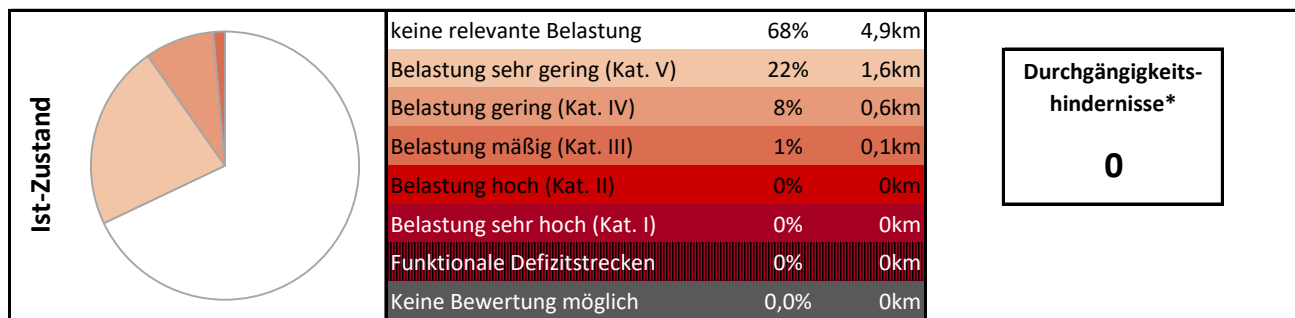 Ist-Zustand
keine relevante Belastung 68% 4,9km
Belastung sehr gering (Kat. V) 22% 1,6km
Belastung gering (Kat. IV) 8% 0,6km
Belastung mäßig (Kat. III) 1% 0,1km
Belastung hoch (Kat. II) 0% 0km
Belastung sehr hoch (Kat. I) 0% 0km
Funktionale Defizitstrecken 0% 0km
Keine Bewertung möglich 0,0% 0km
Durchgängigkeits-
hindernisse*
0